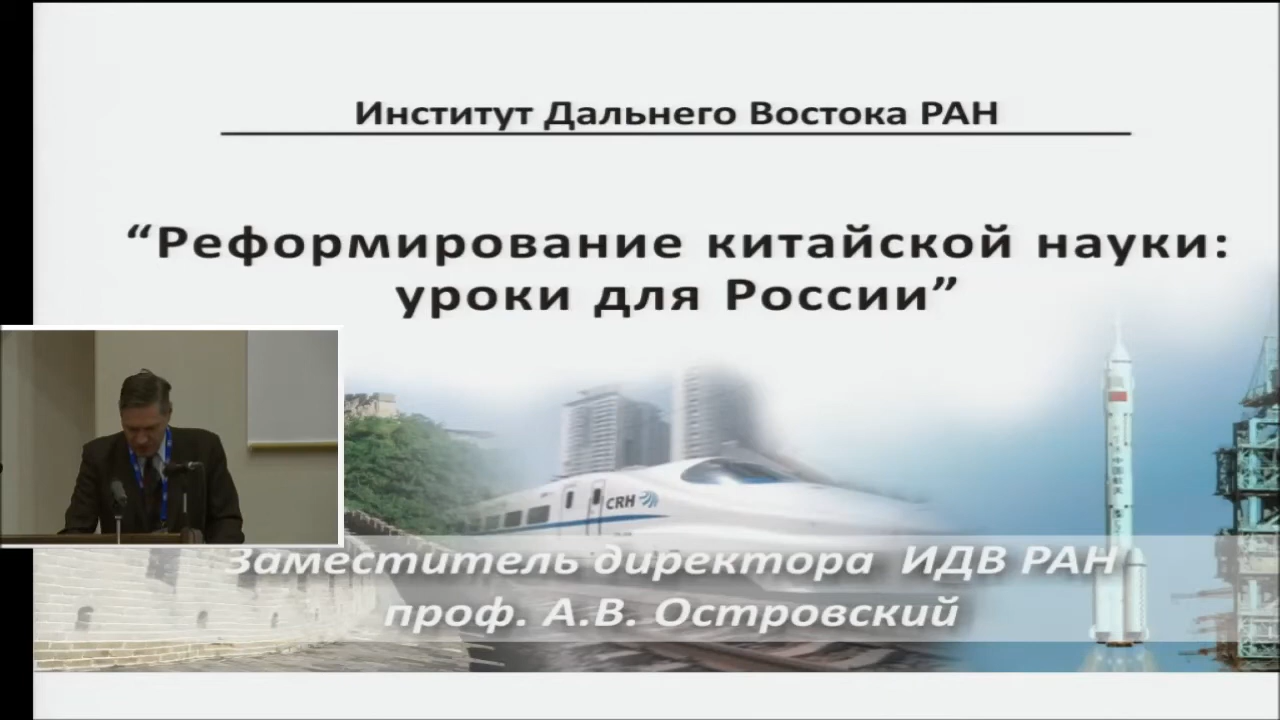 Институт Дальнего Востока РАН
“Реформирование китайской науки:
уроки для России”
CRH
Заместитель директора ИДВ РАН
проф. А.В. Островский